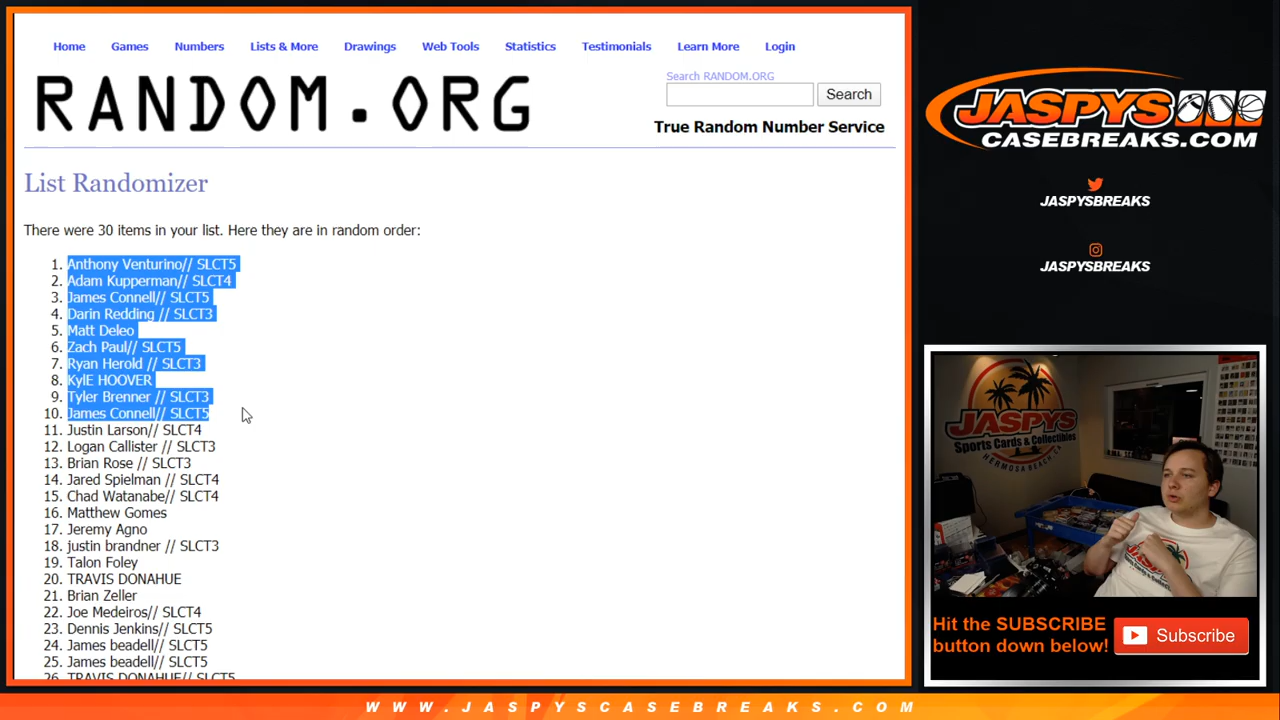 Home Games Numbers Lists & More Drawings Web Tools Statistics Testimonials Learn More Login
RANDOM.ORG
Search RANDOM.ORG
Search
True Random Number Service
List Randomizer
There were 30 items in your list. Here they are in random order:
1. Anthony Venturino// SLCT5
2. Adam Kupperman// SLCT4
3. James Connell// SLCT5
4. Darin Redding // SLCT3
5. Matt Deleo
6. Zach Paul// SLCT5
7. Ryan Herold // SLCT3
8. KylE HOOVER
9. Tyler Brenner // SLCT3
10. James Connell// SLCT5
11. Justin Larson// SLCT4
12. Logan Callister // SLCT3
13. Brian Rose // SLCT3
14. Jared Spielman // SLCT4
15. Chad Watanabe// SLCT4
16. Matthew Gomes
17. Jeremy Agno
18. justin brandner // SLCT3
19. Talon Foley
20. TRAVIS DONAHUE
21. Brian Zeller
22. Joe Medeiros// SLCT4
23. Dennis Jenkins// SLCT5
24. James beadell// SLCT5
25. James beadell// SLCT5
26. TRAVIS DONAHUE// SLCT5
JASPYS
CASEBREAKS.COM
JASPYSBREAKS
JASPYSBREAKS
JASPYS
Sports Cards & Collectibles
HERMOSA BEACH, CA
Hit the SUBSCRIBE
button down below!
Subscribe
WWW.JASPYSCASEBREAKS.COM